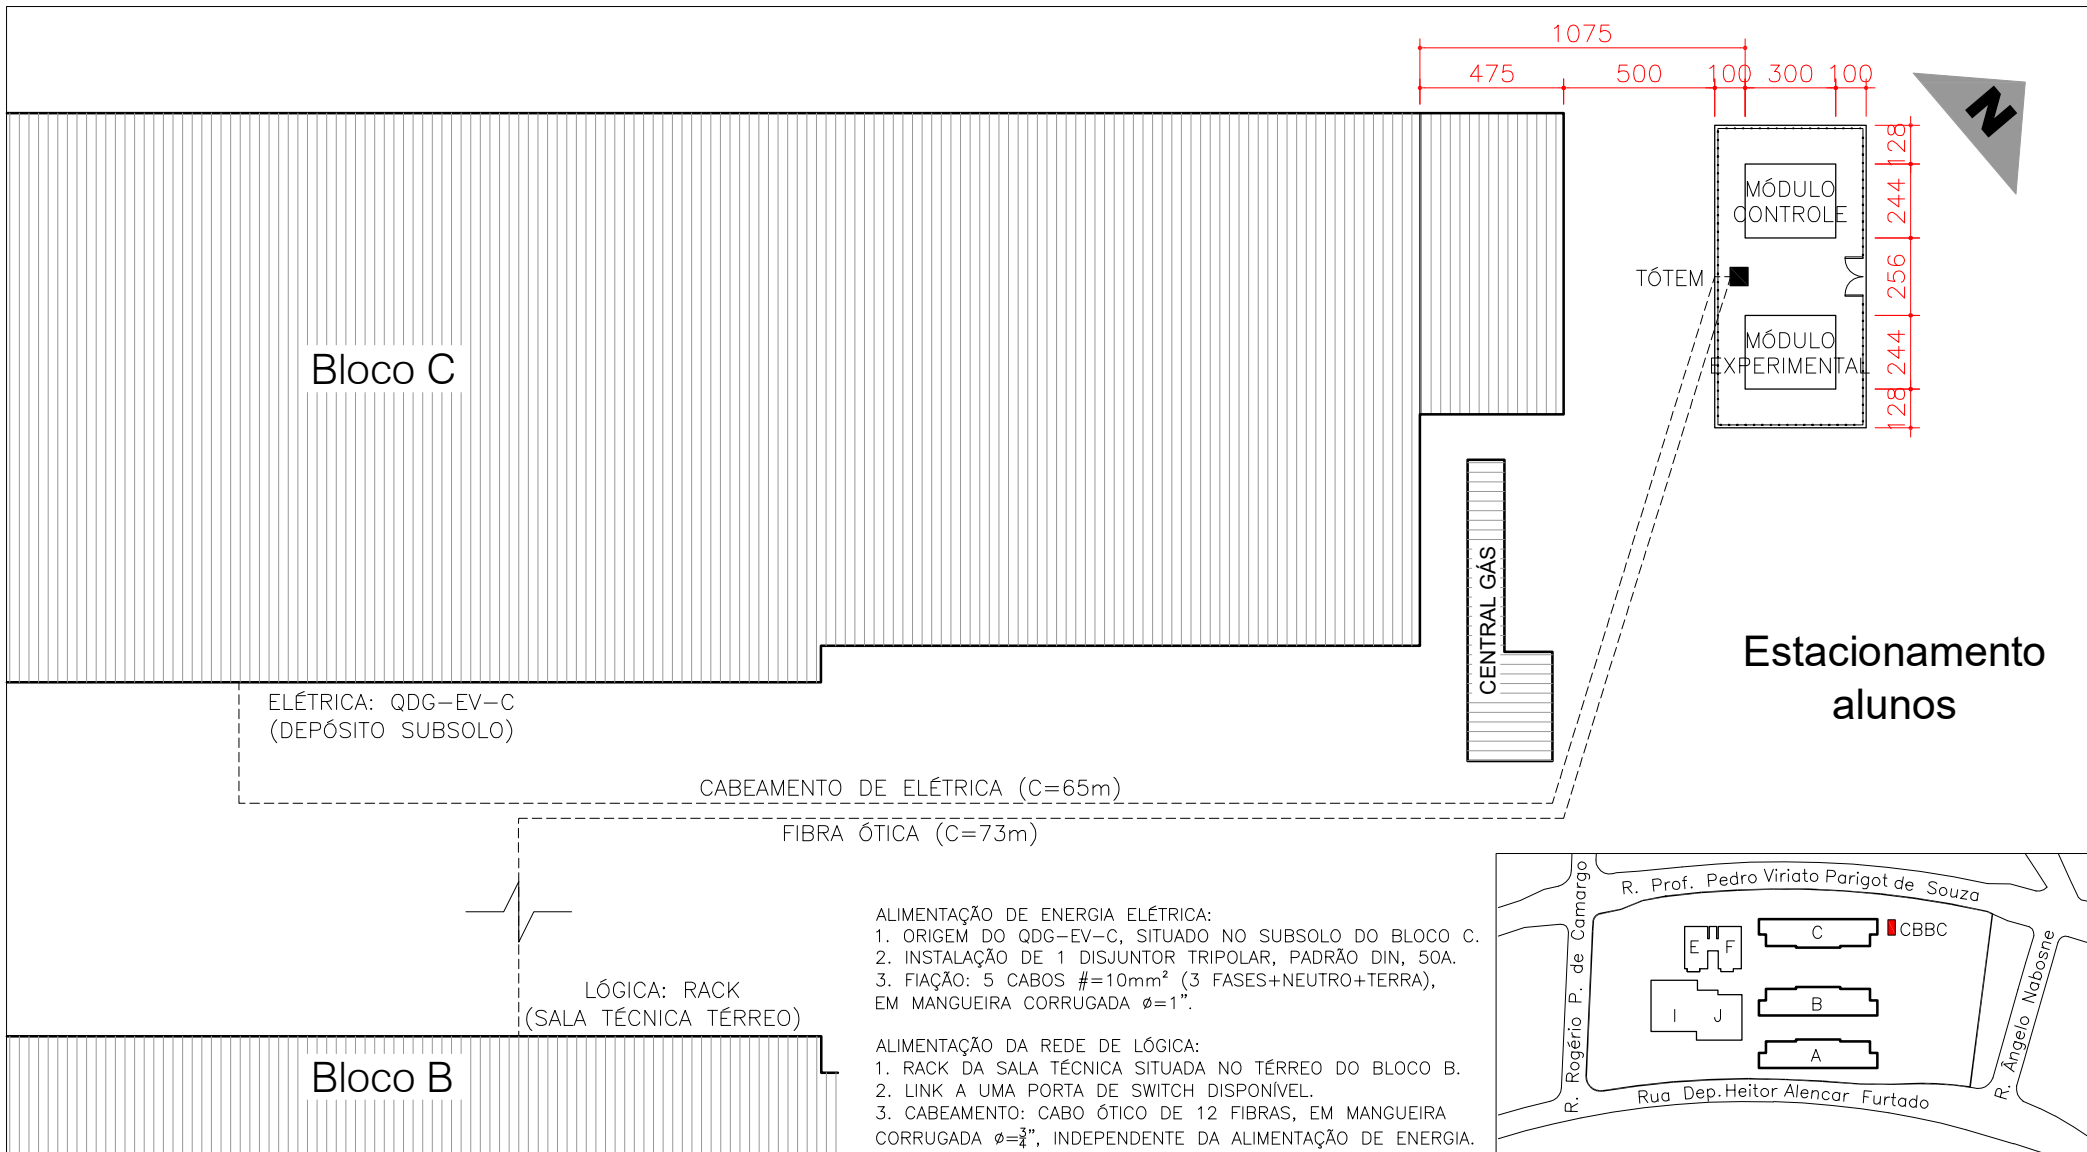 1075
475
500
100
300
100
N
128
244
256
244
128
MÓDULO
CONTROLE
TÓTEM
MÓDULO
EXPERIMENTAL
Bloco C
CENTRAL GÁS
Estacionamento
alunos
ELÉTRICA: QDG-EV-C
(DEPÓSITO SUBSOLO)
CABEAMENTO DE ELÉTRICA (C=65m)
FIBRA ÓTICA (C=73m)
LÓGICA: RACK
(SALA TÉCNICA TÉRREO)
Bloco B
ALIMENTAÇÃO DE ENERGIA ELÉTRICA:
1. ORIGEM DO QDG-EV-C, SITUADO NO SUBSOLO DO BLOCO C.
2. INSTALAÇÃO DE 1 DISJUNTOR TRIPOLAR, PADRÃO DIN, 50A.
3. FIAÇÃO: 5 CABOS #=10mm² (3 FASES+NEUTRO+TERRA),
EM MANGUEIRA CORRUGADA ø=1".
ALIMENTAÇÃO DA REDE DE LÓGICA:
1. RACK DA SALA TÉCNICA SITUADA NO TÉRREO DO BLOCO B.
2. LINK A UMA PORTA DE SWITCH DISPONÍVEL.
3. CABEAMENTO: CABO ÓTICO DE 12 FIBRAS, EM MANGUEIRA
CORRUGADA ø=¾", INDEPENDENTE DA ALIMENTAÇÃO DE ENERGIA.
R. Prof. Pedro Viriato Parigot de Souza
R. Rogério P. de Camargo
E
F
C
CBBC
I
J
B
A
R. Ângelo Nabosne
Rua Dep. Heitor Alencar Furtado